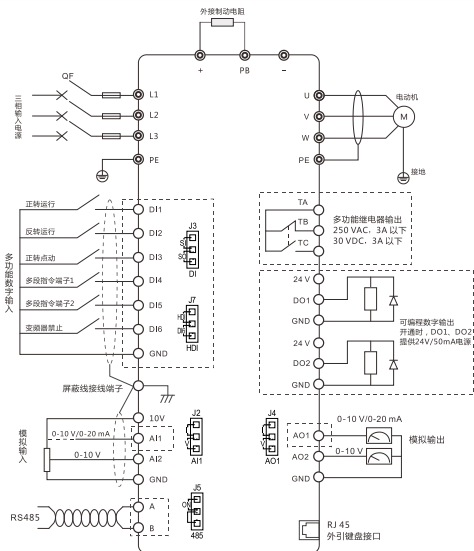 外接制动电阻
+
PB
-
QF
三相输入电源
L1
L2
L3
PE
U
V
W
PE
电动机
M
接地
正转运行
DI1
反转运行
DI2
正转点动
DI3
多段指令端子1
DI4
多段指令端子2
DI5
变频器禁止
DI6
GND
多功能数字输入
J3
SO
DI
J7
HDI
DI6
HDI
TA
TB
TC
多功能继电器输出
250 VAC, 3A 以下
30 VDC, 3A 以下
24 V
DO1
GND
24 V
DO2
GND
可编程数字输出
开通时, DO1、DO2
提供24V/50mA电源
屏蔽线接线端子
模拟输入
10V
0-10 V/0-20 mA
AI1
0-10 V
AI2
GND
J2
V
AI1
J4
V
AO1
J5
ON
485
0-10 V/0-20 mA
AO1
模拟输出
AO2
0-10 V
GND
RS485
A
B
RJ 45
外引键盘接口